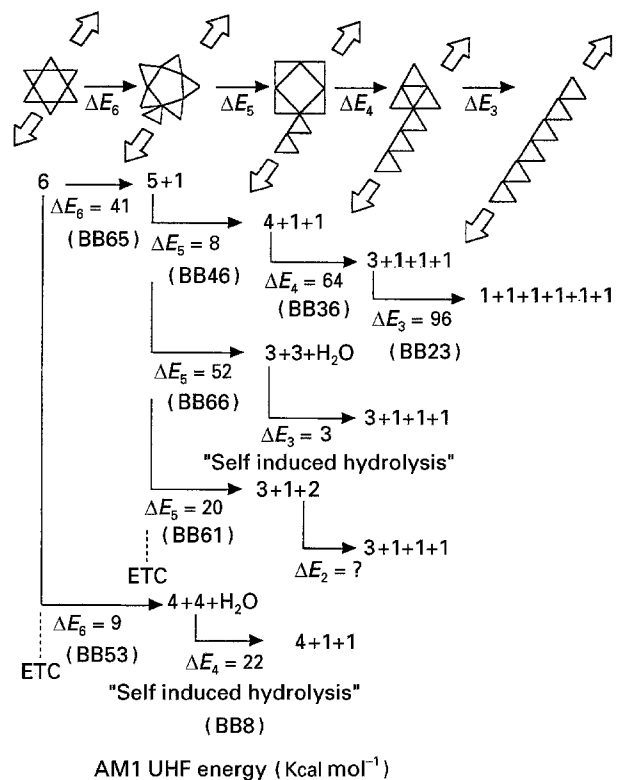 ΔE₆ ΔE₅ ΔE₄ ΔE₃
6 5+1
ΔE₆ = 41
(BB65)
ΔE₅ = 8
(BB46)
4+1+1
ΔE₄ = 64
(BB36)
3+1+1+1
ΔE₃ = 96
(BB23)
1+1+1+1+1+1
ΔE₅ = 52
(BB66)
3+3+H₂O
ΔE₃ = 3
3+1+1+1
"Self induced hydrolysis"
ΔE₅ = 20
(BB61)
3+1+2
ETC
ΔE₂ = ?
3+1+1+1
ΔE₆ = 9
(BB53)
4+4+H₂O
ETC
ΔE₄ = 22
4+1+1
"Self induced hydrolysis"
(BB8)
AM1 UHF energy (Kcal mol⁻¹)